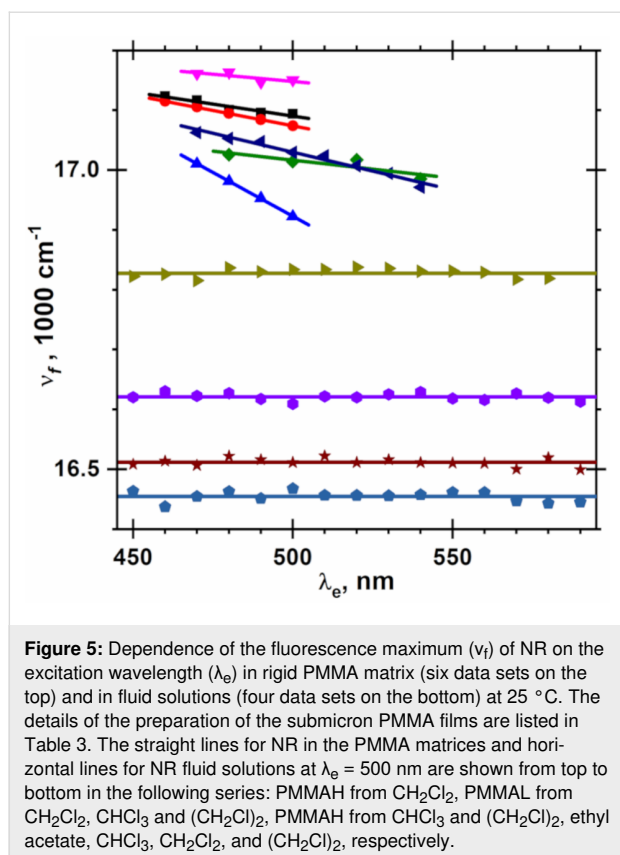 17.0
16.5
νf, 1000 cm-1
450
500
550
λe, nm
Figure 5: Dependence of the fluorescence maximum (νf) of NR on the
excitation wavelength (λe) in rigid PMMA matrix (six data sets on the
top) and in fluid solutions (four data sets on the bottom) at 25 °C. The
details of the preparation of the submicron PMMA films are listed in
Table 3. The straight lines for NR in the PMMA matrices and hori-
zontal lines for NR fluid solutions at λe = 500 nm are shown from top to
bottom in the following series: PMMAH from CH2Cl2, PMMAL from
CH2Cl2, CHCl3 and (CH2Cl)2, PMMAH from CHCl3 and (CH2Cl)2, ethyl
acetate, CHCl3, CH2Cl2, and (CH2Cl)2, respectively.